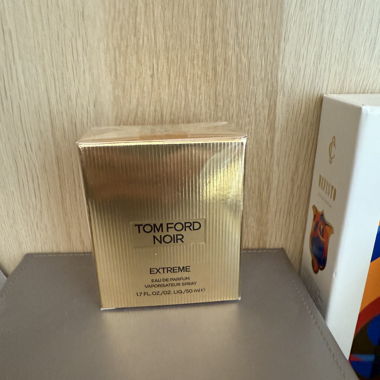 TOM FORD
NOIR
EXTREME
EAU DE PARFUM
VAPORISATEUR SPRAY
1.7 FL.OZ./OZ. LIQ./50 ml ℮